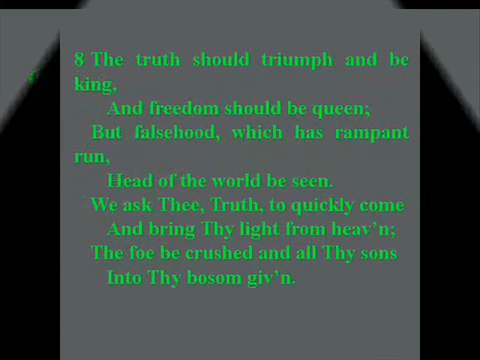 8 The truth should triumph and be
king,
And freedom should be queen;
But falsehood, which has rampant
run,
Head of the world be seen.
We ask Thee, Truth, to quickly come
And bring Thy light from heav’n;
The foe be crushed and all Thy sons
Into Thy bosom giv’n.